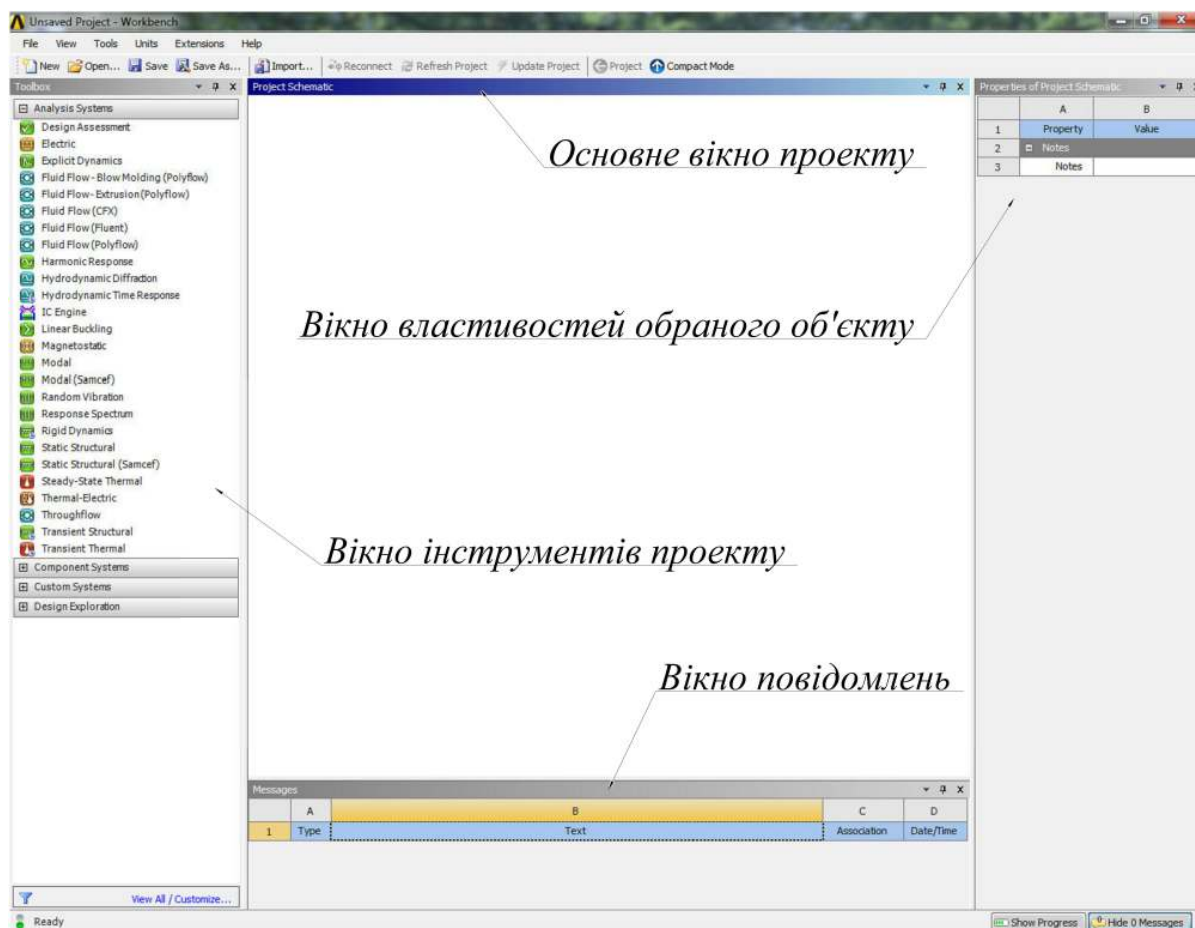 Unsaved Project - Workbench
File View Tools Units Extensions Help
New Open... Save Save As... Import... Reconnect Refresh Project Update Project Project Compact Mode
Toolbox
Analysis Systems
Design Assessment
Electric
Explicit Dynamics
Fluid Flow - Blow Molding (Polyflow)
Fluid Flow - Extrusion (Polyflow)
Fluid Flow (CFX)
Fluid Flow (Fluent)
Fluid Flow (Polyflow)
Harmonic Response
Hydrodynamic Diffraction
Hydrodynamic Time Response
IC Engine
Linear Buckling
Magnetostatic
Modal
Modal (Samcef)
Random Vibration
Response Spectrum
Rigid Dynamics
Static Structural
Static Structural (Samcef)
Steady-State Thermal
Thermal-Electric
Throughflow
Transient Structural
Transient Thermal
Component Systems
Custom Systems
Design Exploration
View All / Customize...
Project Schematic
Основне вікно проекту
Вікно властивостей обраного об'єкту
Вікно інструментів проекту
Вікно повідомлень
Properties of Project Schematic
A B
1 Property Value
2 Notes
3 Notes
Messages
A B C D
1 Type Text Association Date/Time
Ready
Show Progress Hide 0 Messages